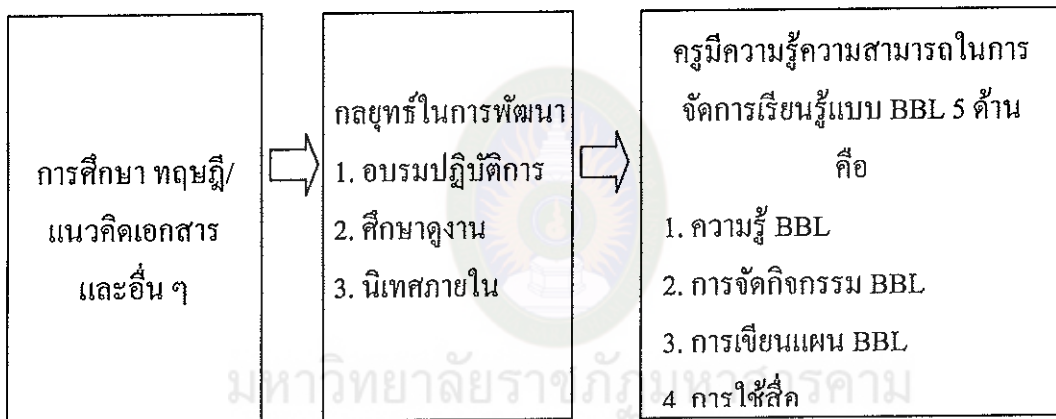 การศึกษา ทฤษฎี/
แนวคิดเอกสาร
และอื่น ๆ
กลยุทธ์ในการพัฒนา
1. อบรมปฏิบัติการ
2. ศึกษาดูงาน
3. นิเทศภายใน
ครูมีความรู้ความสามารถในการ
จัดการเรียนรู้แบบ BBL 5 ด้าน
คือ
1. ความรู้ BBL
2. การจัดกิจกรรม BBL
3. การเขียนแผน BBL
4 การใช้สื่อ
มหาวิทยาลัยราชภัฏมหาสารคาม